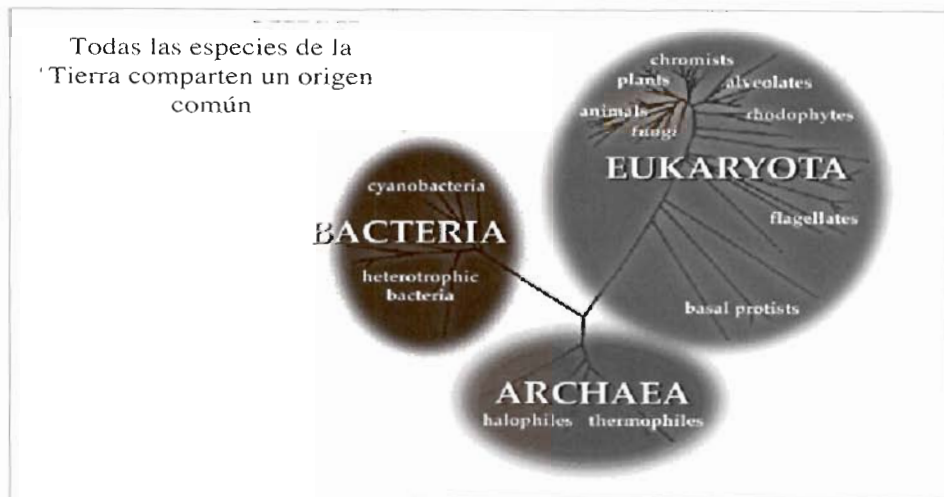 Todas las especies de la
Tierra comparten un origen
común
chromists
plants
alveolates
animals
rhodophytes
fungi
EUKARYOTA
cyanobacteria
BACTERIA
flagellates
heterotrophic
bacteria
basal protists
ARCHAEA
halophiles thermophiles